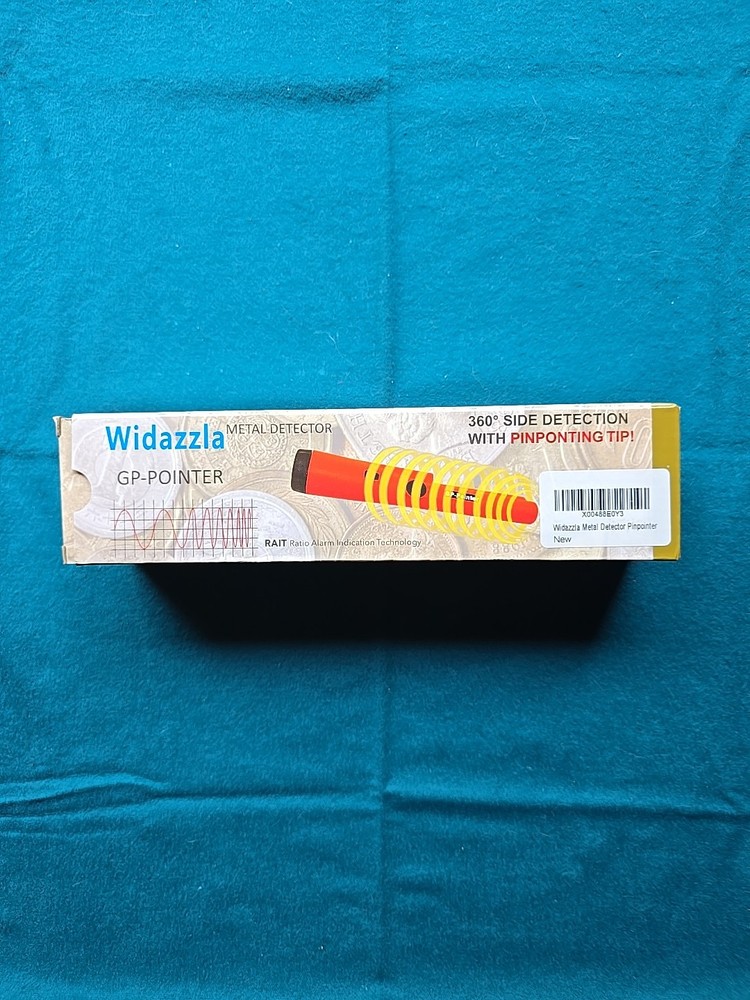 Widazzla METAL DETECTOR
GP-POINTER
RAIT Ratio Alarm Indication Technology
360° SIDE DETECTION
WITH PINPONTING TIP!
X00488E0Y3
Widazzla Metal Detector Pinpointer
New